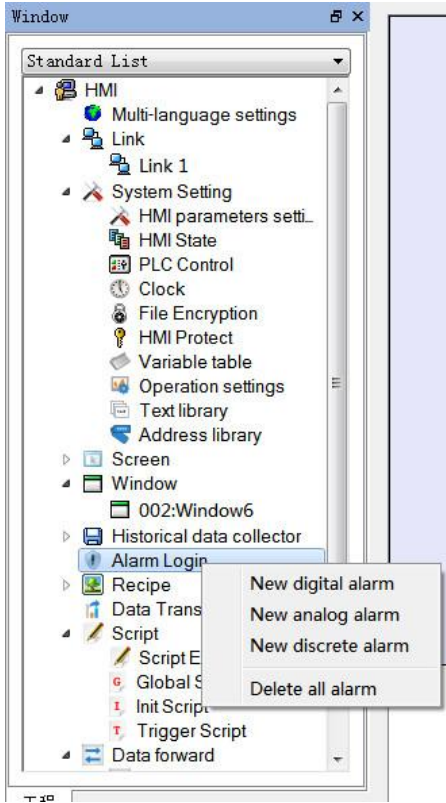 Window
Standard List
HMI
Multi-language settings
Link
Link 1
System Setting
HMI parameters setti...
HMI State
PLC Control
Clock
File Encryption
HMI Protect
Variable table
Operation settings
Text library
Address library
Screen
Window
002:Window6
Historical data collector
Alarm Login
Recipe
New digital alarm
Data Trans
New analog alarm
Script
New discrete alarm
Script E
Global S
Delete all alarm
Init Script
Trigger Script
Data forward
工程